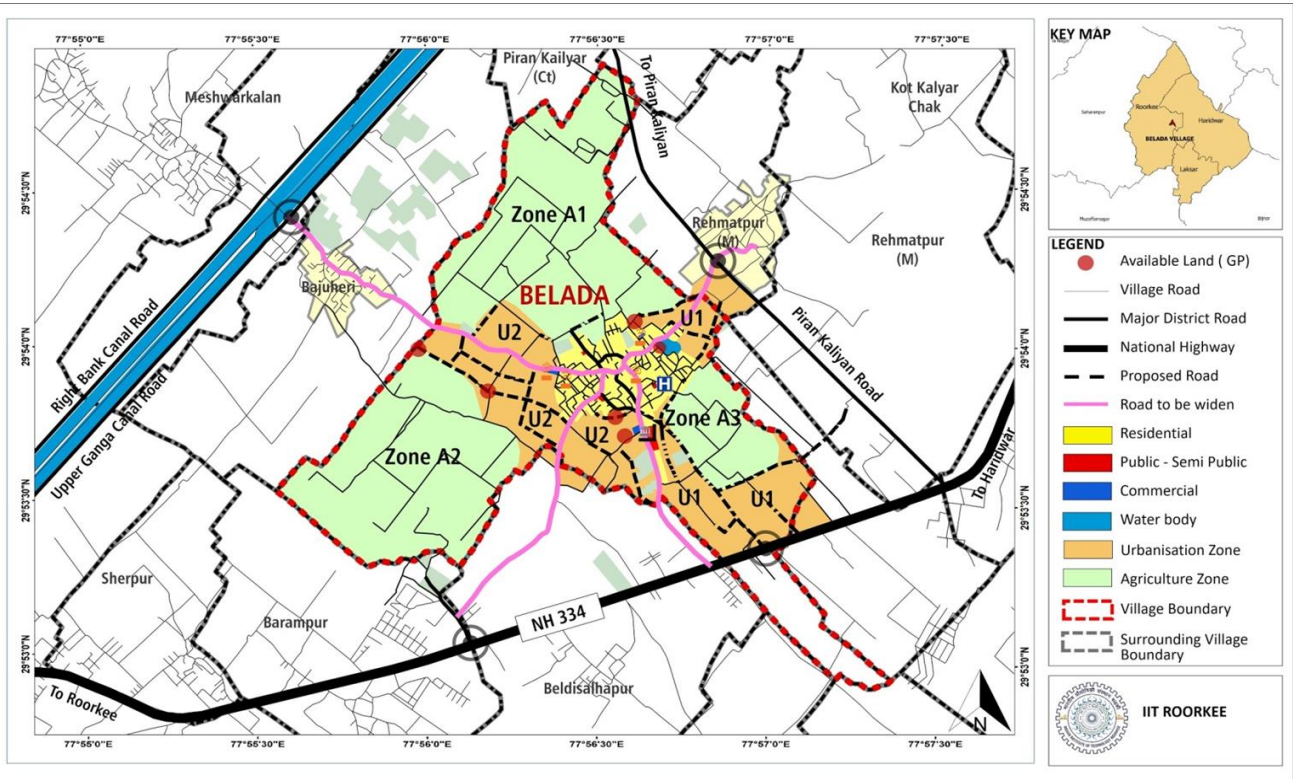 77°55'0"E 77°55'30"E 77°56'0"E 77°56'30"E 77°57'0"E 77°57'30"E
29°54'30"N
29°54'0"N
29°53'30"N
29°53'0"N
Meshwarkalan
Piran Kailyar
(Ct)
To Piran Kaliyan
Kot Kalyar
Chak
Zone A1
Rehmatpur
(M)
Rehmatpur
(M)
Bajuheri
BELADA
U2
U1
Right Bank Canal Road
Upper Ganga Canal Road
Piran Kaliyan Road
H
Zone A3
U2
U2
Zone A2
U1
U1
To Haridwar
Sherpur
Barampur
NH 334
Beldisalhapur
To Roorkee
N
29°54'30"N
29°54'0"N
29°53'30"N
29°53'0"N
77°55'0"E 77°55'30"E 77°56'0"E 77°56'30"E 77°57'0"E 77°57'30"E
KEY MAP
Roorkee
Haridwar
BELADA VILLAGE
Laksar
LEGEND
Available Land ( GP)
Village Road
Major District Road
National Highway
Proposed Road
Road to be widen
Residential
Public - Semi Public
Commercial
Water body
Urbanisation Zone
Agriculture Zone
Village Boundary
Surrounding Village
Boundary
IIT ROORKEE